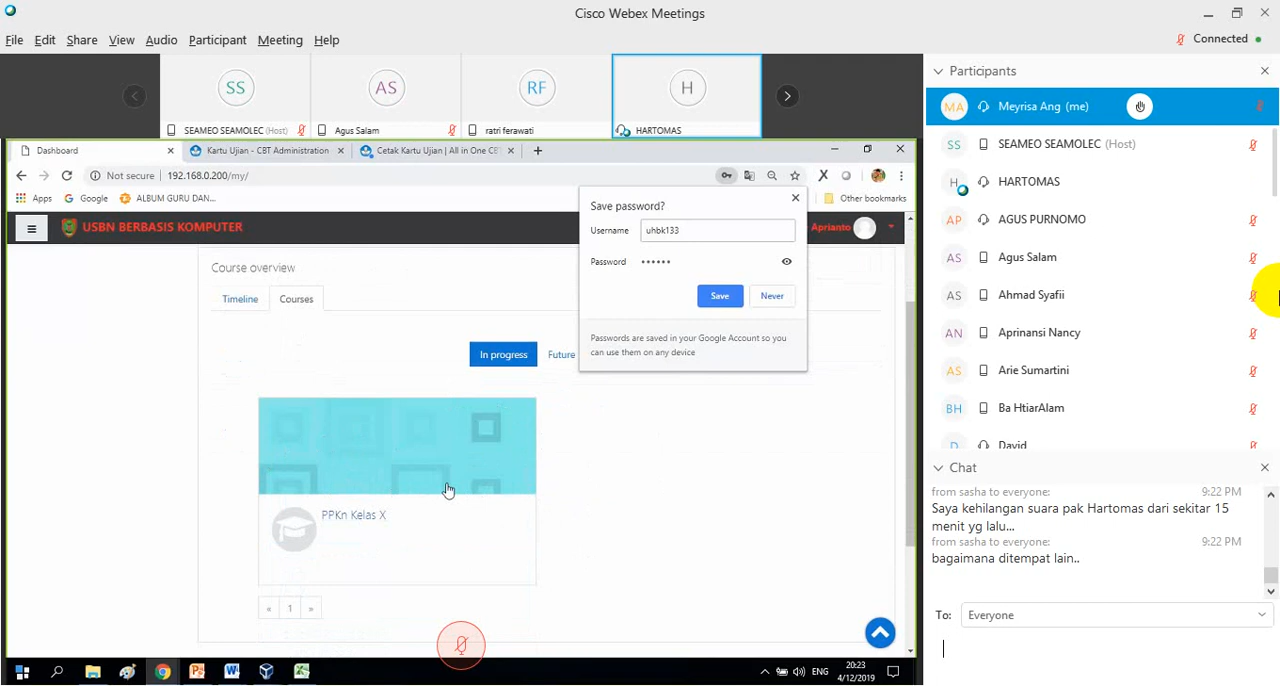 Cisco Webex Meetings
File Edit Share View Audio Participant Meeting Help
Connected
SS
AS
RF
H
SEAMEO SEAMOLEC (Host)
Agus Salam
ratri ferawati
HARTOMAS
Dashboard
Kartu Ujian - CBT Administration
Cetak Kartu Ujian | All in One CBT
Not secure 192.168.0.200/my/
Apps Google ALBUM GURU DAN... Other bookmarks
USBN BERBASIS KOMPUTER
Aprianto
Save password?
Username uhbk133
Password ••••••
Save Never
Passwords are saved in your Google Account so you
can use them on any device
Course overview
Timeline Courses
In progress Future
PPKn Kelas X
« 1 »
ENG
20:23
4/12/2019
Participants
MA Meyrisa Ang (me)
SS SEAMEO SEAMOLEC (Host)
H HARTOMAS
AP AGUS PURNOMO
AS Agus Salam
AS Ahmad Syafii
AN Aprinansi Nancy
AS Arie Sumartini
BH Ba HtiarAlam
D David
Chat
from sasha to everyone: 9:22 PM
Saya kehilangan suara pak Hartomas dari sekitar 15
menit yg lalu...
from sasha to everyone: 9:22 PM
bagaimana ditempat lain..
To: Everyone